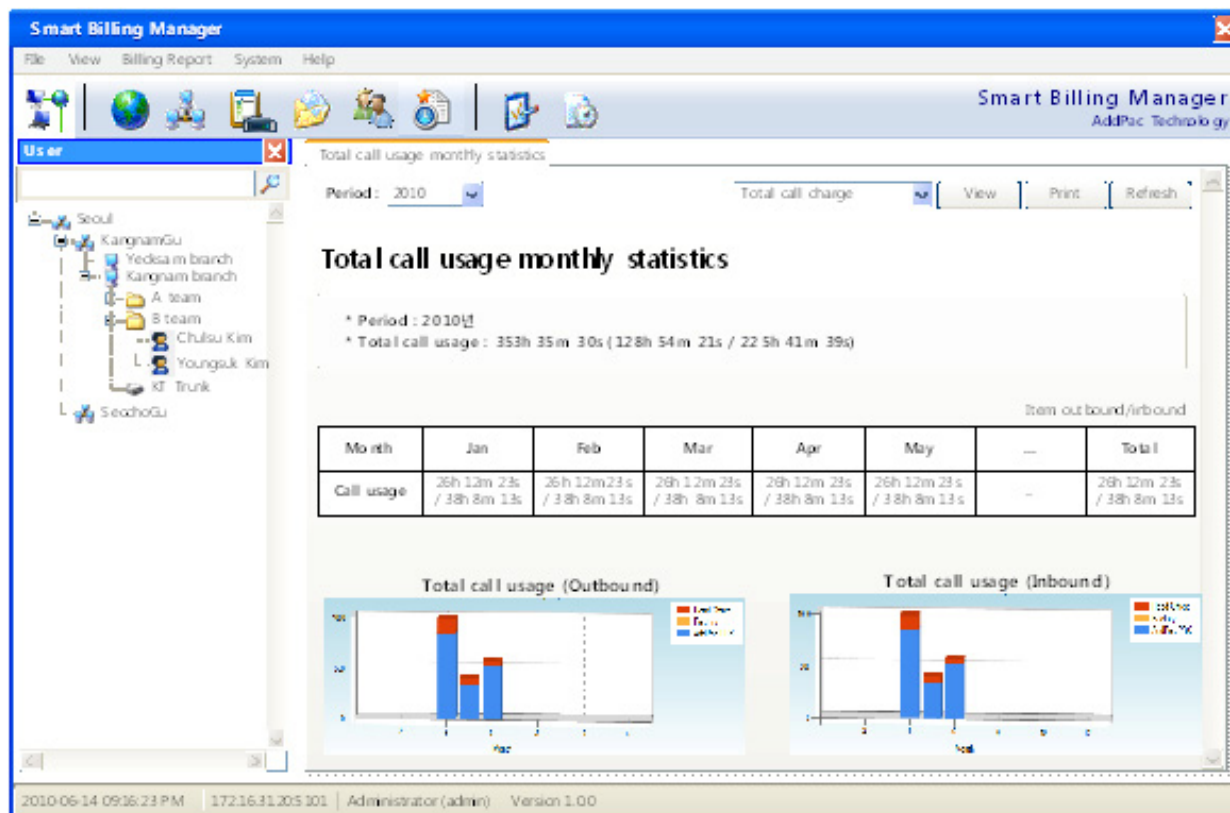 Smart Billing Manager
File View Billing Report System Help
Smart Billing Manager
AddPac Technology
User
Total call usage monthly statistics
Period : 2010
Total call charge View Print Refresh
Seoul
KangnamGu
Yecksam branch
Kangnam branch
A team
B team
Chulsu Kim
Youngsuk Kim
KT Trunk
SeochoGu
Total call usage monthly statistics
* Period : 2010년
* Total call usage : 353h 35m 30s (128h 54m 21s / 225h 41m 39s)
Item outbound/inbound
Month Jan Feb Mar Apr May ... Total
Call usage 26h 12m 23s / 38h 8m 13s 26h 12m 23s / 38h 8m 13s 26h 12m 23s / 38h 8m 13s 26h 12m 23s / 38h 8m 13s 26h 12m 23s / 38h 8m 13s ... 26h 12m 23s / 38h 8m 13s
Total call usage (Outbound)
Total call usage (Inbound)
2010-06-14 09:16:23 PM 172.16.31.205:5101 Administrator (admin) Version 1.00